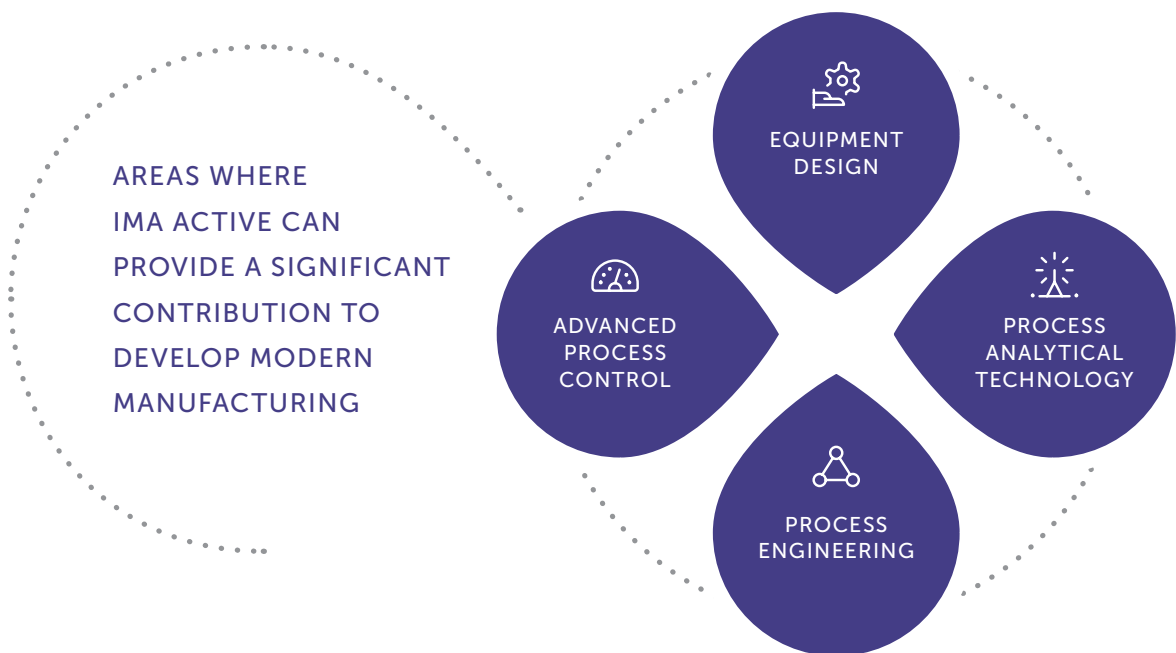 AREAS WHERE
IMA ACTIVE CAN
PROVIDE A SIGNIFICANT
CONTRIBUTION TO
DEVELOP MODERN
MANUFACTURING
EQUIPMENT
DESIGN
ADVANCED
PROCESS
CONTROL
PROCESS
ANALYTICAL
TECHNOLOGY
PROCESS
ENGINEERING